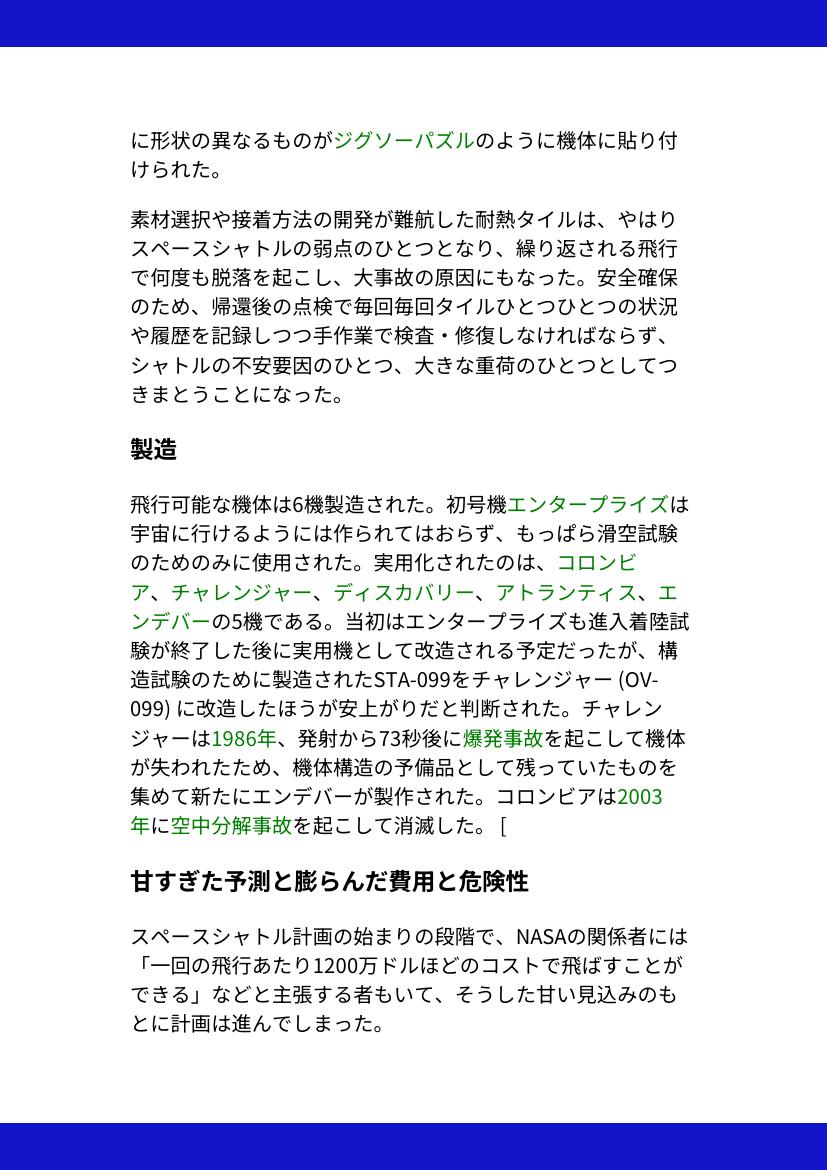 に形状の異なるものがジグソーパズルのように機体に貼り付
けられた。
素材選択や接着方法の開発が難航した耐熱タイルは、やはり
スペースシャトルの弱点のひとつとなり、繰り返される飛行
で何度も脱落を起こし、大事故の原因にもなった。安全確保
のため、帰還後の点検で毎回毎回タイルひとつひとつの状況
や履歴を記録しつつ手作業で検査・修復しなければならず、
シャトルの不安要因のひとつ、大きな重荷のひとつとしてつ
きまとうことになった。
製造
飛行可能な機体は6機製造された。初号機エンタープライズは
宇宙に行けるようには作られてはおらず、もっぱら滑空試験
のためのみに使用された。実用化されたのは、コロンビ
ア、チャレンジャー、ディスカバリー、アトランティス、エ
ンデバーの5機である。当初はエンタープライズも進入着陸試
験が終了した後に実用機として改造される予定だったが、構
造試験のために製造されたSTA-099をチャレンジャー (OV-
099) に改造したほうが安上がりだと判断された。チャレン
ジャーは1986年、発射から73秒後に爆発事故を起こして機体
が失われたため、機体構造の予備品として残っていたものを
集めて新たにエンデバーが製作された。コロンビアは2003
年に空中分解事故を起こして消滅した。 [
甘すぎた予測と膨らんだ費用と危険性
スペースシャトル計画の始まりの段階で、NASAの関係者には
「一回の飛行あたり1200万ドルほどのコストで飛ばすことが
できる」などと主張する者もいて、そうした甘い見込みのも
とに計画は進んでしまった。